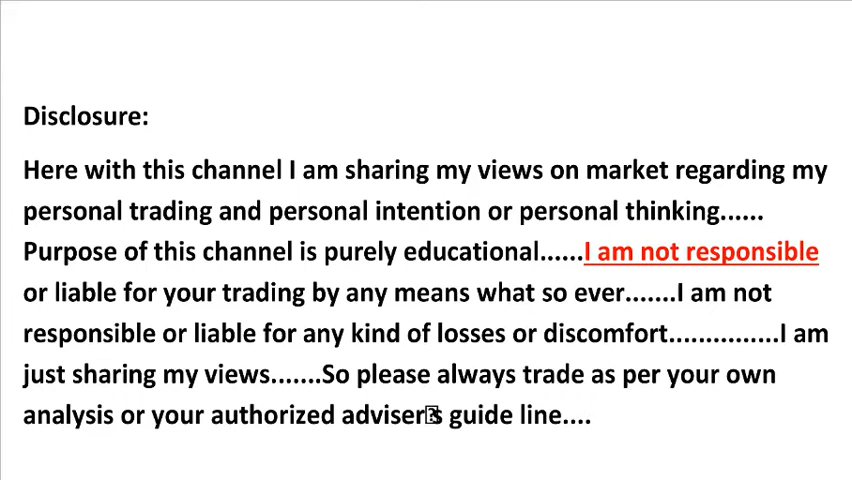 Disclosure:
Here with this channel I am sharing my views on market regarding my
personal trading and personal intention or personal thinking......
Purpose of this channel is purely educational......I am not responsible
or liable for your trading by any means what so ever.......I am not
responsible or liable for any kind of losses or discomfort...............I am
just sharing my views.......So please always trade as per your own
analysis or your authorized adviser�s guide line....